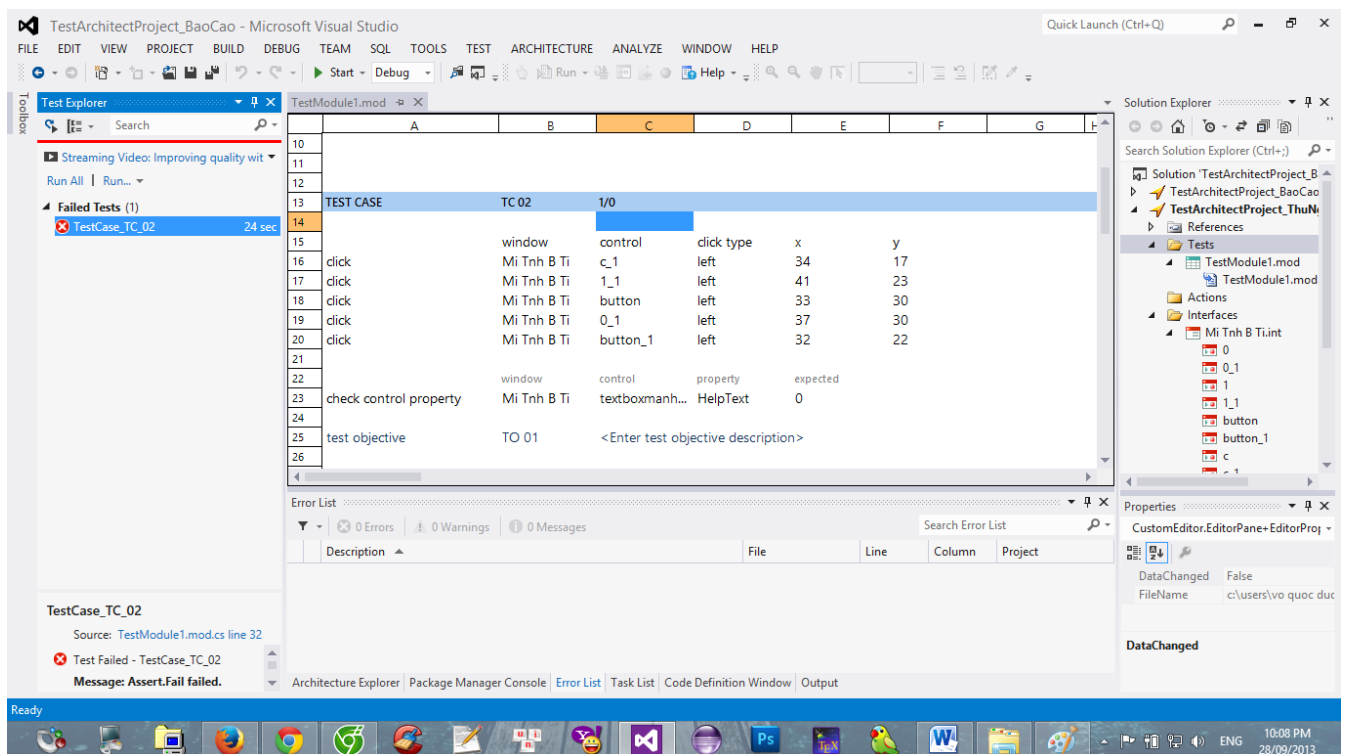 TestArchitectProject_BaoCao - Microsoft Visual Studio
Quick Launch (Ctrl+Q)
FILE EDIT VIEW PROJECT BUILD DEBUG TEAM SQL TOOLS TEST ARCHITECTURE ANALYZE WINDOW HELP
Start Debug Run Help
Toolbox
Test Explorer
Search
Streaming Video: Improving quality wit
Run All | Run...
Failed Tests (1)
TestCase_TC_02 24 sec
TestCase_TC_02
Source: TestModule1.mod.cs line 32
Test Failed - TestCase_TC_02
Message: Assert.Fail failed.
TestModule1.mod
A B C D E F G H
10
11
12
13 TEST CASE TC 02 1/0
14
15 window control click type x y
16 click Mi Tnh B Ti c_1 left 34 17
17 click Mi Tnh B Ti 1_1 left 41 23
18 click Mi Tnh B Ti button left 33 30
19 click Mi Tnh B Ti 0_1 left 37 30
20 click Mi Tnh B Ti button_1 left 32 22
21
22 window control property expected
23 check control property Mi Tnh B Ti textboxmanh... HelpText 0
24
25 test objective TO 01 <Enter test objective description>
26
Error List
0 Errors 0 Warnings 0 Messages
Search Error List
Description File Line Column Project
Architecture Explorer Package Manager Console Error List Task List Code Definition Window Output
Solution Explorer
Search Solution Explorer (Ctrl+;)
Solution 'TestArchitectProject_B
TestArchitectProject_BaoCao
TestArchitectProject_ThuN
References
Tests
TestModule1.mod
TestModule1.mod
Actions
Interfaces
Mi Tnh B Ti.int
0
0_1
1
1_1
button
button_1
c
c_1
Properties
CustomEditor.EditorPane+EditorProp
DataChanged False
FileName c:\users\vo quoc duc
DataChanged
Ready
Ps
TEX
W
ENG
10:08 PM
28/09/2013